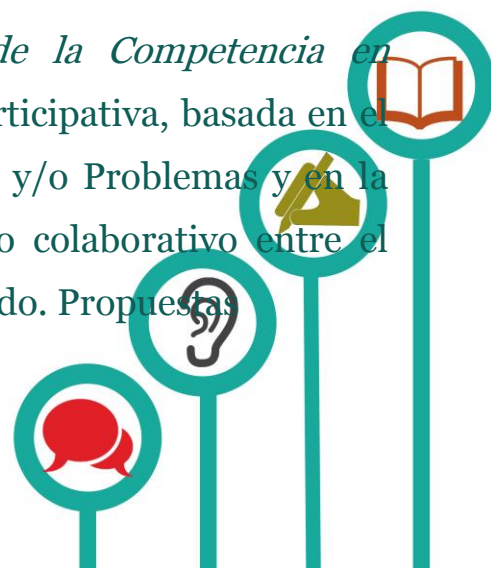 de la Competencia en
rticipativa, basada en el
y/o Problemas y en la
o colaborativo entre el
do. Propuestas